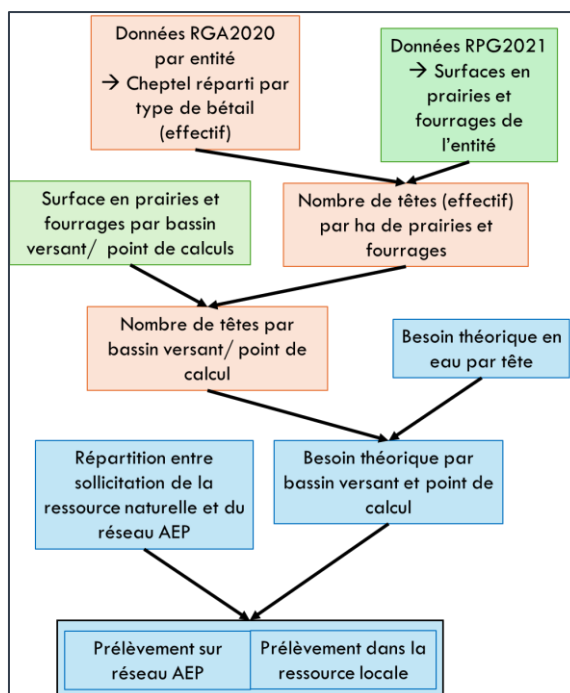 Données RGA2020
par entité
→ Cheptel réparti par
type de bétail
(effectif)
Données RPG2021
→ Surfaces en
prairies et
fourrages de
l'entité
Surface en prairies et
fourrages par bassin
versant/ point de calculs
Nombre de têtes (effectif)
par ha de prairies et
fourrages
Nombre de têtes par
bassin versant/ point de
calcul
Besoin théorique en
eau par tête
Répartition entre
sollicitation de la
ressource naturelle et du
réseau AEP
Besoin théorique par
bassin versant et point de
calcul
Prélèvement sur
réseau AEP
Prélèvement dans la
ressource locale